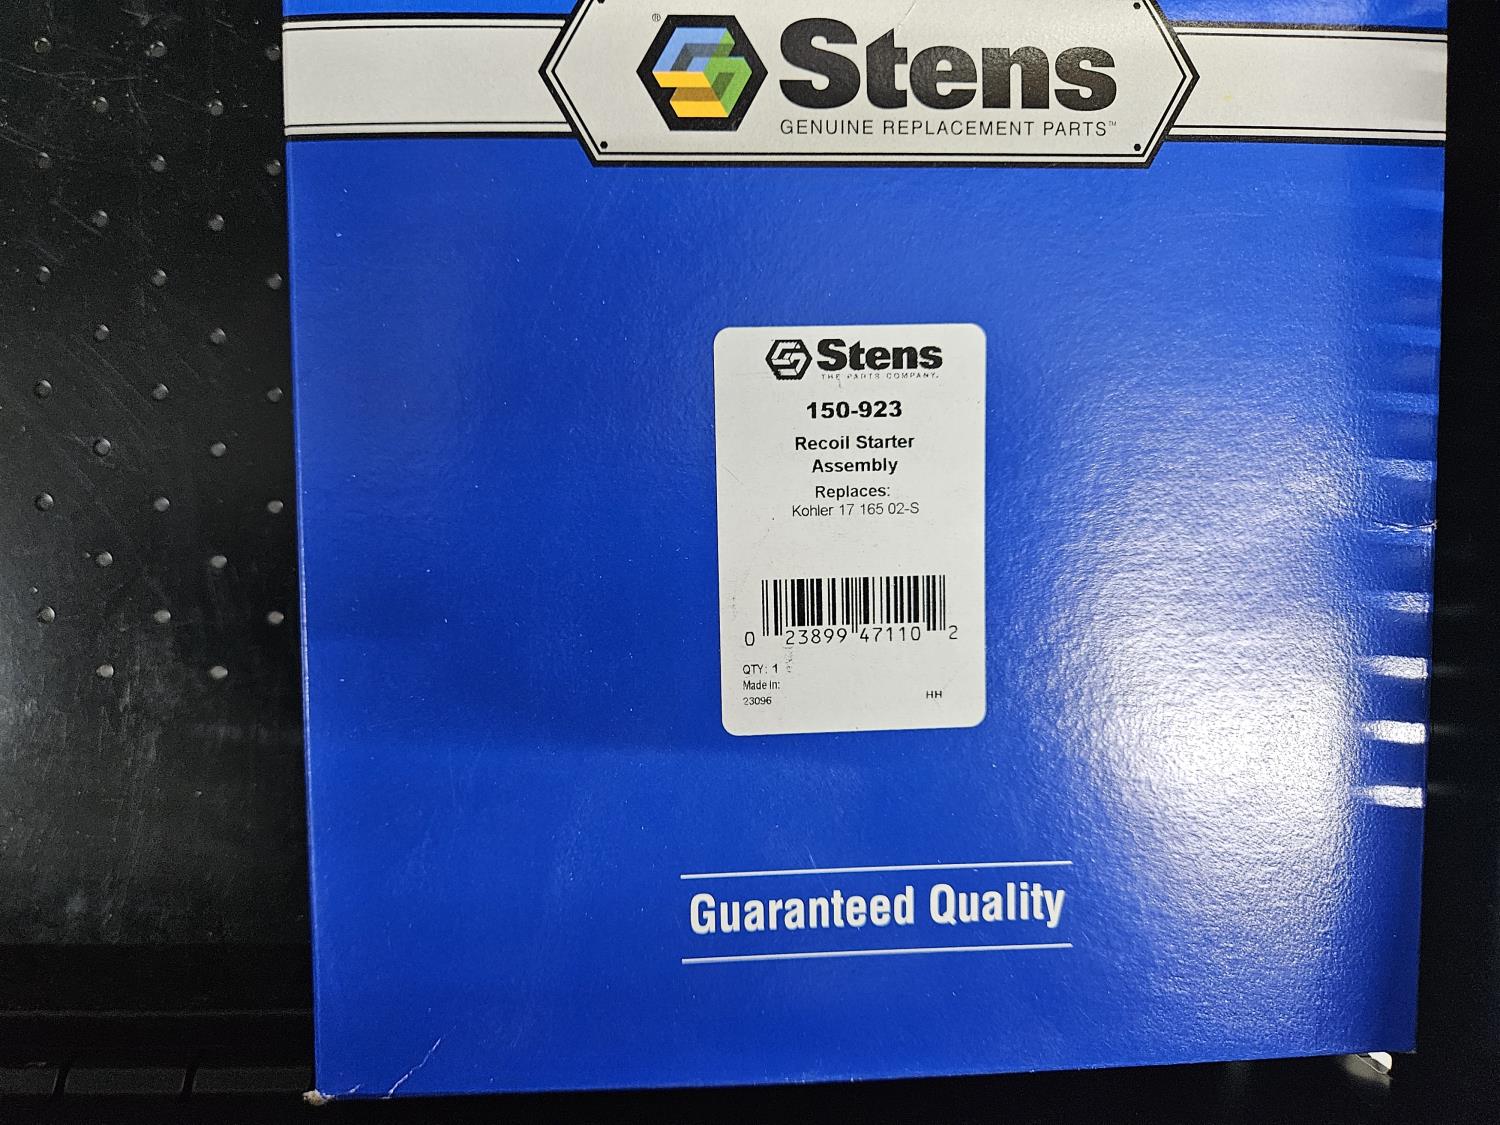 ® Stens
GENUINE REPLACEMENT PARTS™
Stens
THE PARTS COMPANY.
150-923
Recoil Starter
Assembly
Replaces:
Kohler 17 165 02-S
0 23899 47110 2
QTY: 1
Made In:
23096 HH
Guaranteed Quality